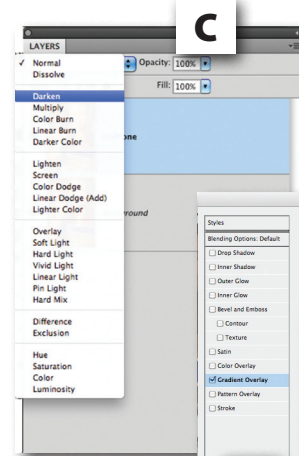 C
LAYERS
✓ Normal
Dissolve
Opacity: 100%
Fill: 100%
Darken
Multiply
Color Burn
Linear Burn
Darker Color
Lighten
Screen
Color Dodge
Linear Dodge (Add)
Lighter Color
Overlay
Soft Light
Hard Light
Vivid Light
Linear Light
Pin Light
Hard Mix
Difference
Exclusion
Hue
Saturation
Color
Luminosity
one
round
Styles
Blending Options: Default
Drop Shadow
Inner Shadow
Outer Glow
Inner Glow
Bevel and Emboss
Contour
Texture
Satin
Color Overlay
Gradient Overlay
Pattern Overlay
Stroke